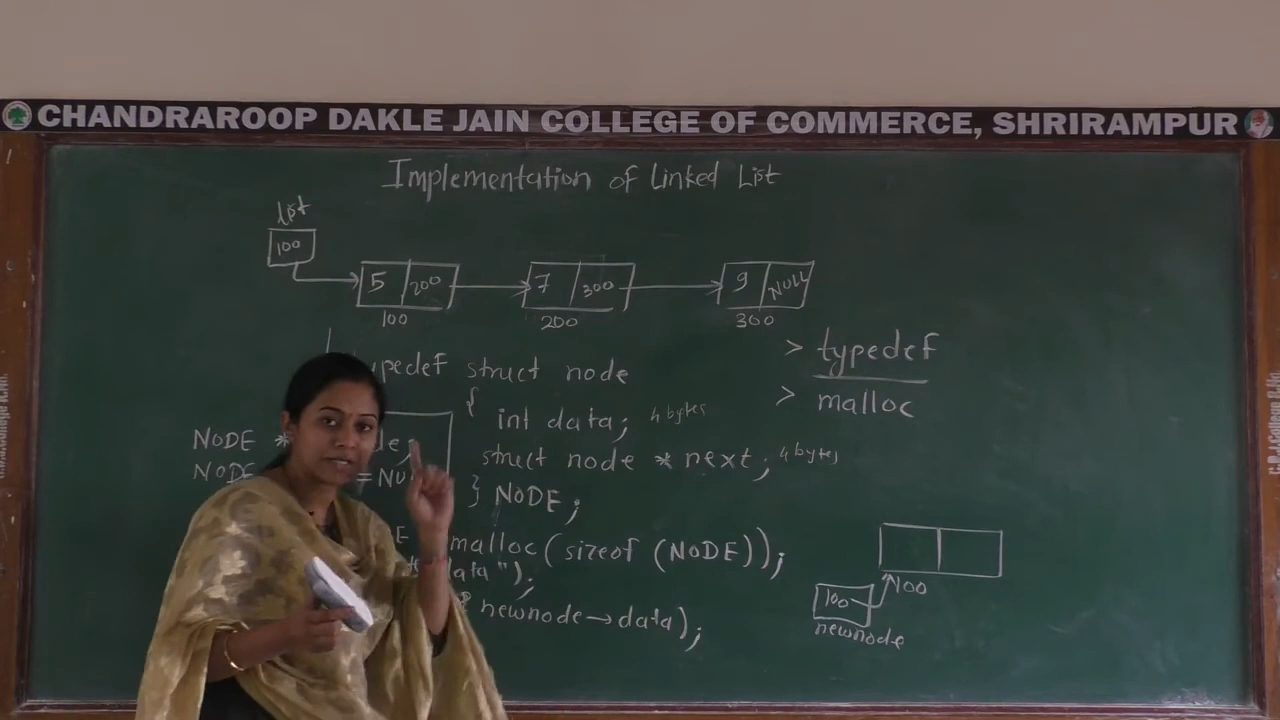 CHANDRAROOP DAKLE JAIN COLLEGE OF COMMERCE, SHRIRAMPUR
Implementation of Linked List
list
100
5 200
7 300
9 NULL
100
200
300
typedef struct node
{ int data; 4 bytes
struct node * next; 4 bytes
} NODE;
> typedef
> malloc
NODE *
NODE
malloc(sizeof (NODE));
data");
newnode→data);
100
100
newnode